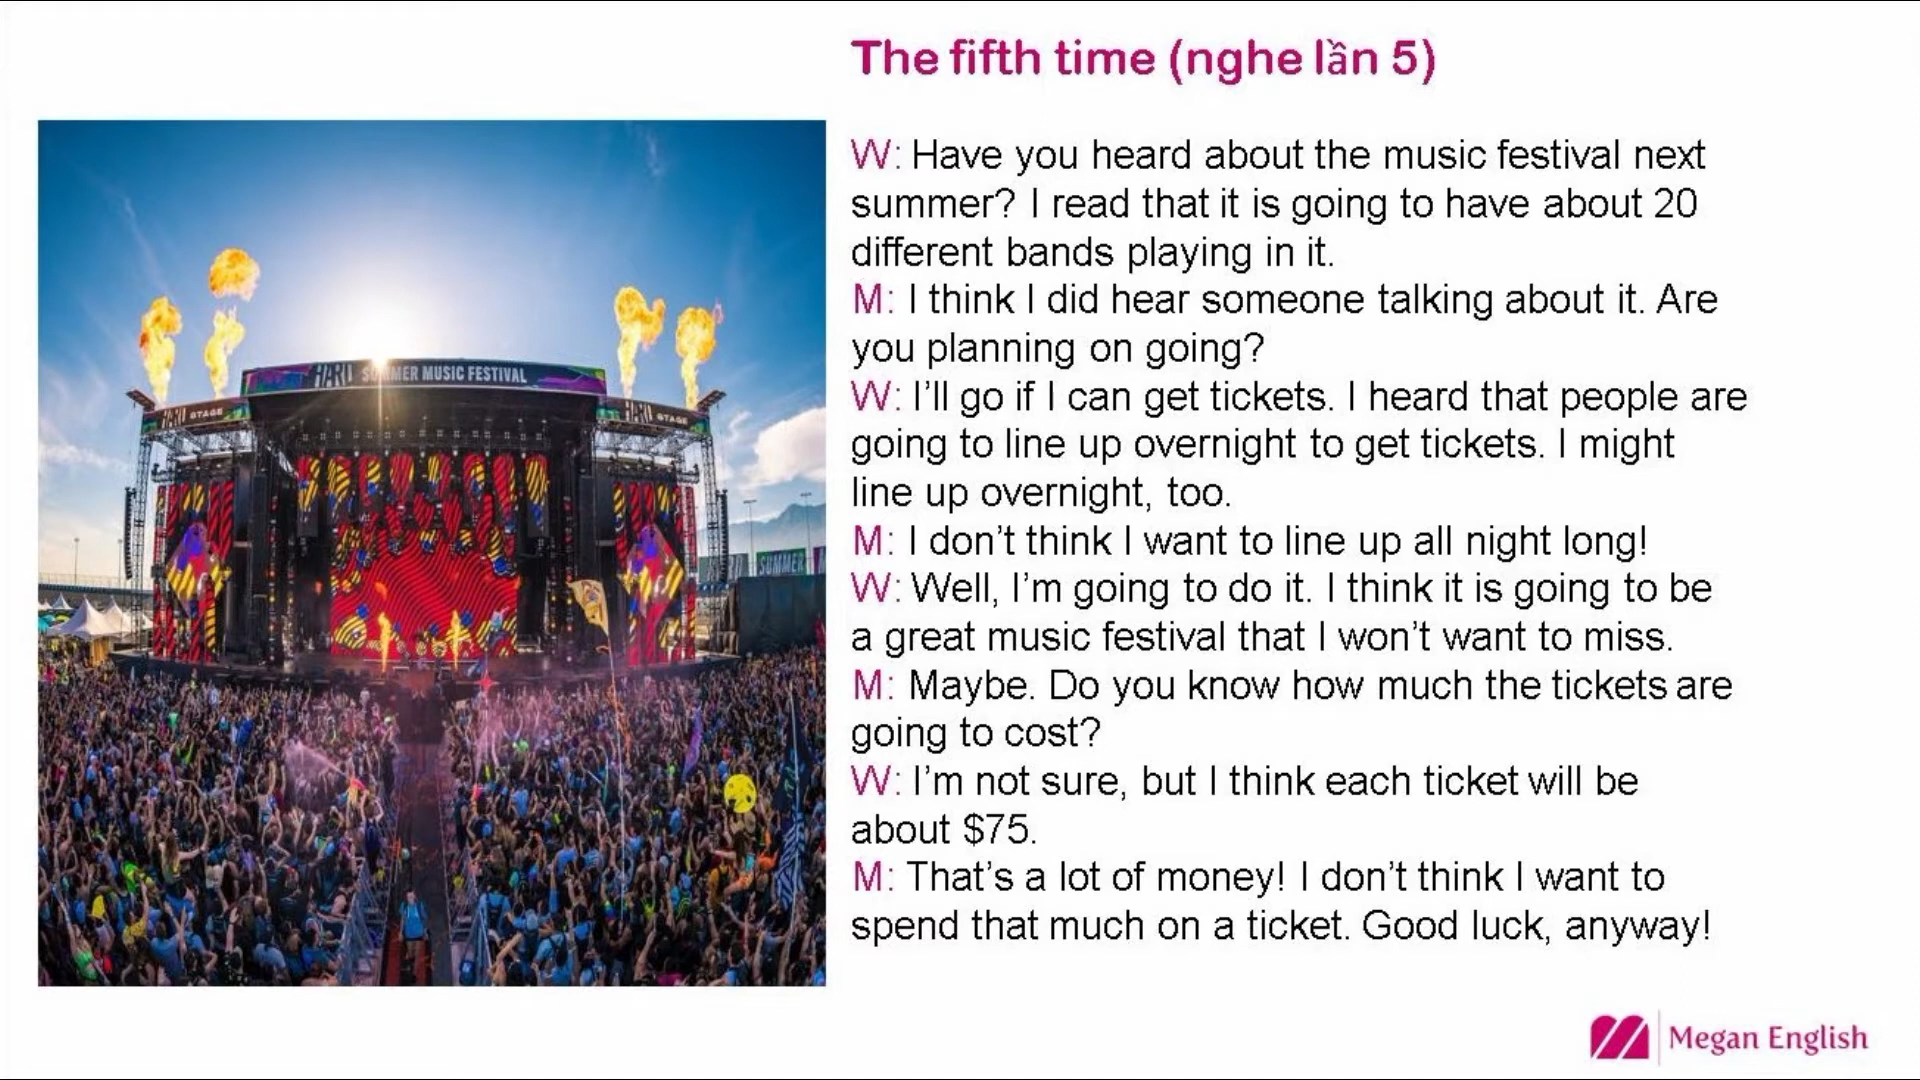 The fifth time (nghe lần 5)
W: Have you heard about the music festival next
summer? I read that it is going to have about 20
different bands playing in it.
M: I think I did hear someone talking about it. Are
you planning on going?
W: I’ll go if I can get tickets. I heard that people are
going to line up overnight to get tickets. I might
line up overnight, too.
M: I don’t think I want to line up all night long!
W: Well, I’m going to do it. I think it is going to be
a great music festival that I won’t want to miss.
M: Maybe. Do you know how much the tickets are
going to cost?
W: I’m not sure, but I think each ticket will be
about $75.
M: That’s a lot of money! I don’t think I want to
spend that much on a ticket. Good luck, anyway!
HARD SUMMER MUSIC FESTIVAL
HARD STAGE
HARD STAGE
SUMMER
Megan English